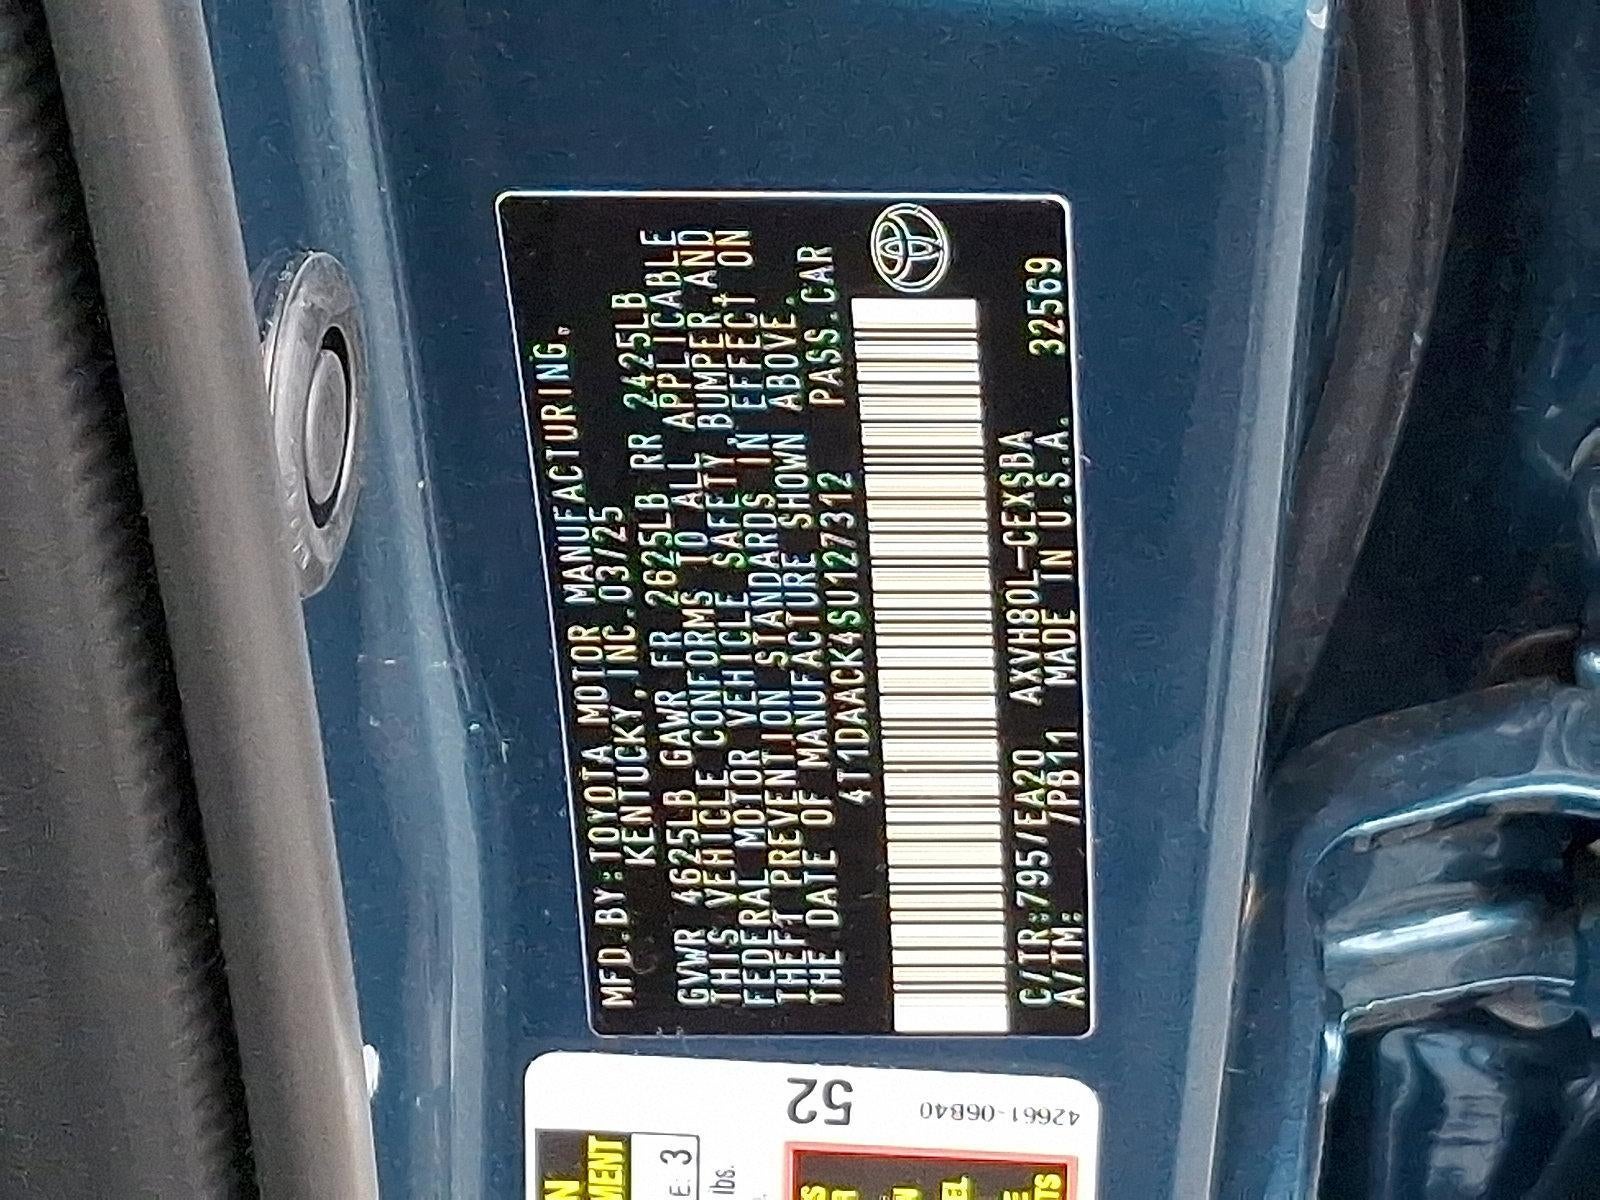 MFD.BY:TOYOTA MOTOR MANUFACTURING,
KENTUCKY,INC.03/25
GVWR 4625LB GAWR FR 2625LB RR 2425LB
THIS VEHICLE CONFORMS TO ALL APPLICABLE
FEDERAL MOTOR VEHICLE SAFETY,BUMPER,AND
THEFT PREVENTION STANDARDS IN EFFECT ON
THE DATE OF MANUFACTURE SHOWN ABOVE.
4T1DAACK4SU127312 PASS.CAR
C/TR:795/EA20 AXVH80L-CEXSBA
A/TM: /PB11 MADE IN U.S.A. 32569
52
42661-06B40
MENT
3
lbs.